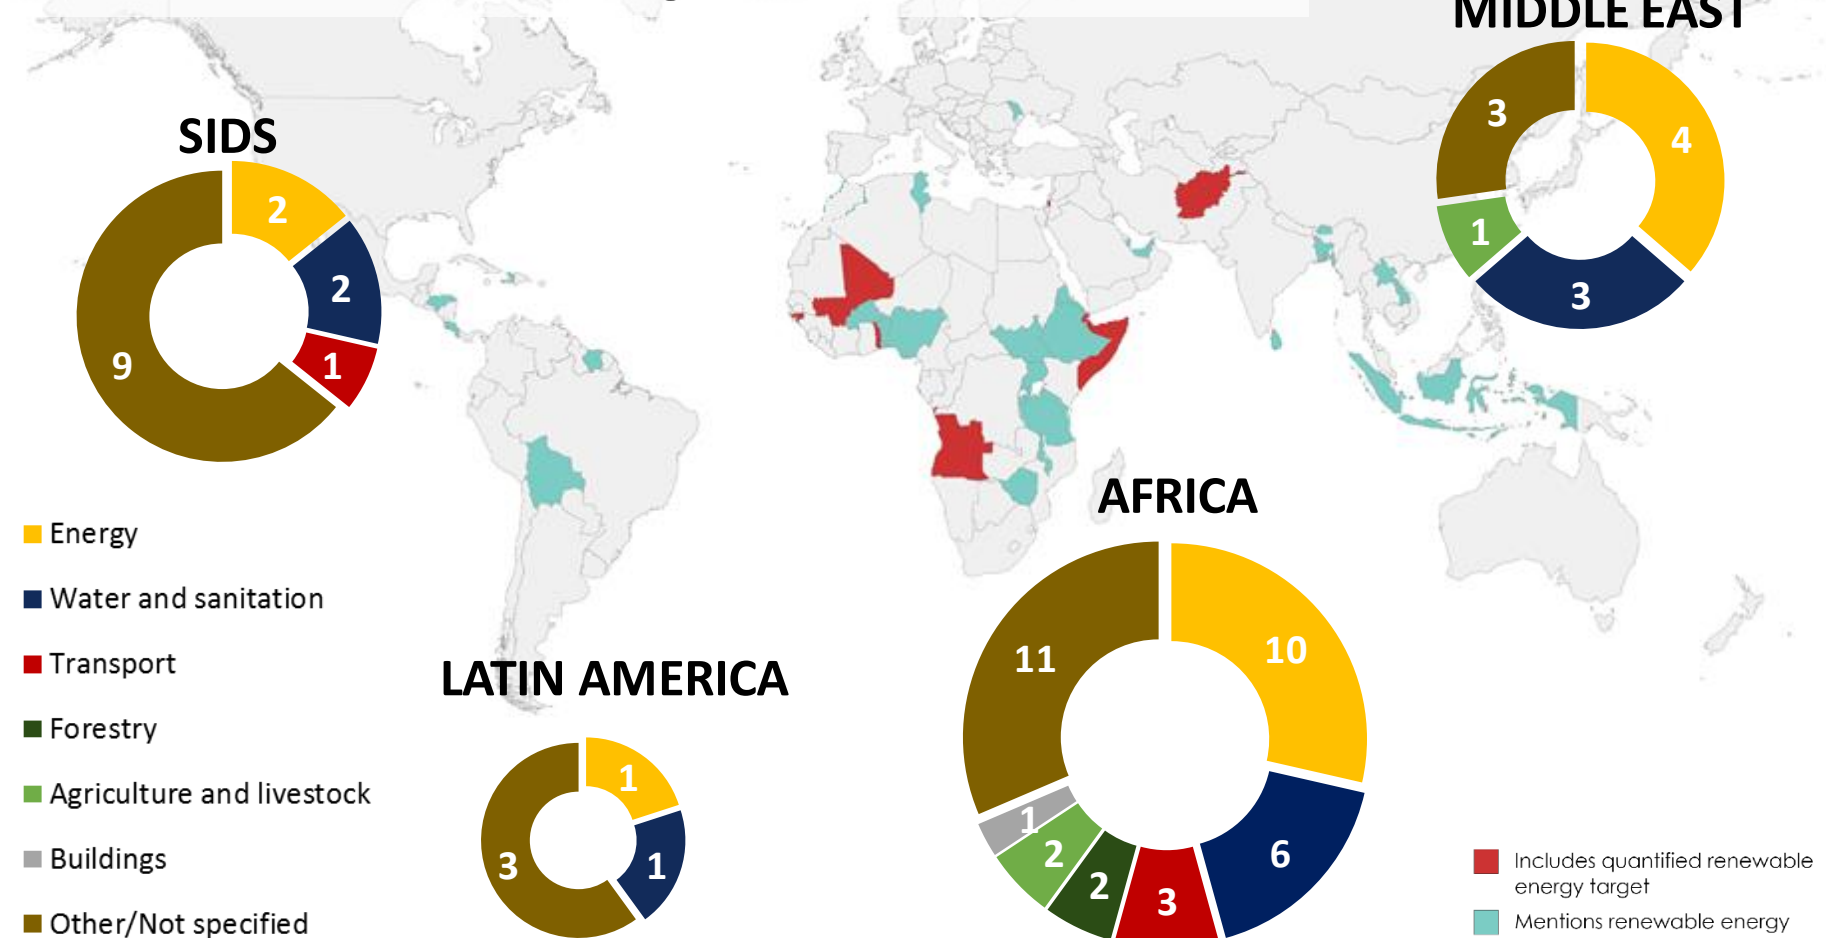 MIDDLE EAST
3
4
1
3
SIDS
2
2
1
9
AFRICA
11
10
1
2
2
3
6
LATIN AMERICA
1
1
3
Energy
Water and sanitation
Transport
Forestry
Agriculture and livestock
Buildings
Other/Not specified
Includes quantified renewable
energy target
Mentions renewable energy